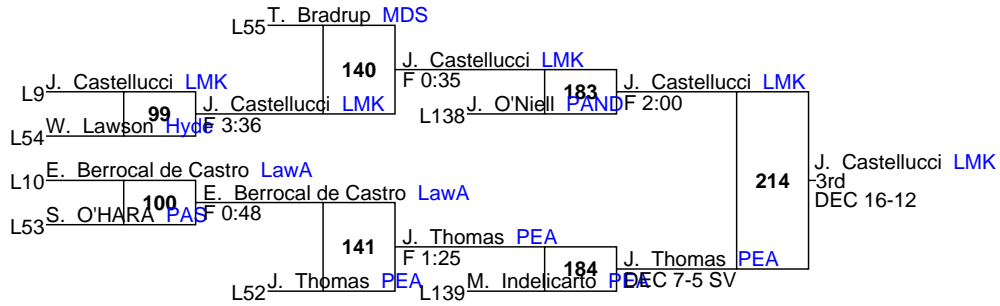 L55 T. Bradrup MDS
140
J. Castellucci LMK
F 0:35
L9 J. Castellucci LMK
99
L54 W. Lawson Hyde
J. Castellucci LMK
F 3:36
L138 J. O'Niell PAND
183
J. Castellucci LMK
F 2:00
L10 E. Berrocal de Castro LawA
100
L53 S. O'HARA PAS
E. Berrocal de Castro LawA
F 0:48
141
L52 J. Thomas PEA
J. Thomas PEA
F 1:25
184
L139 M. Indelicarto PEA
J. Thomas PEA
DEC 7-5 SV
214
J. Castellucci LMK
3rd
DEC 16-12